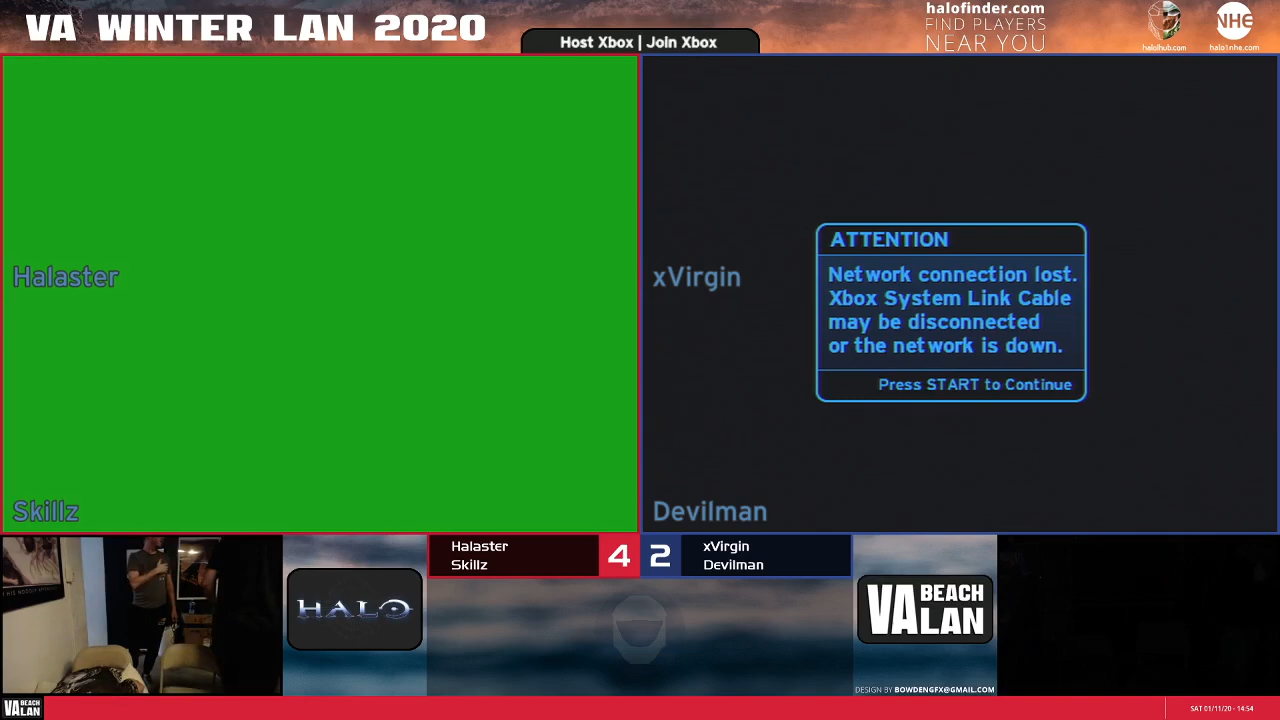 VA WINTER LAN 2020
Host Xbox | Join Xbox
halofinder.com
FIND PLAYERS
NEAR YOU
halo1hub.com
NHE
halo1nhe.com
Halaster
xVirgin
ATTENTION
Network connection lost.
Xbox System Link Cable
may be disconnected
or the network is down.
Press START to Continue
Skillz
Devilman
Halaster
Skillz
4
2
xVirgin
Devilman
HALO
VA BEACH LAN
DESIGN BY BOWDENGFX@GMAIL.COM
VA BEACH LAN
SAT 01/11/20 - 14:54